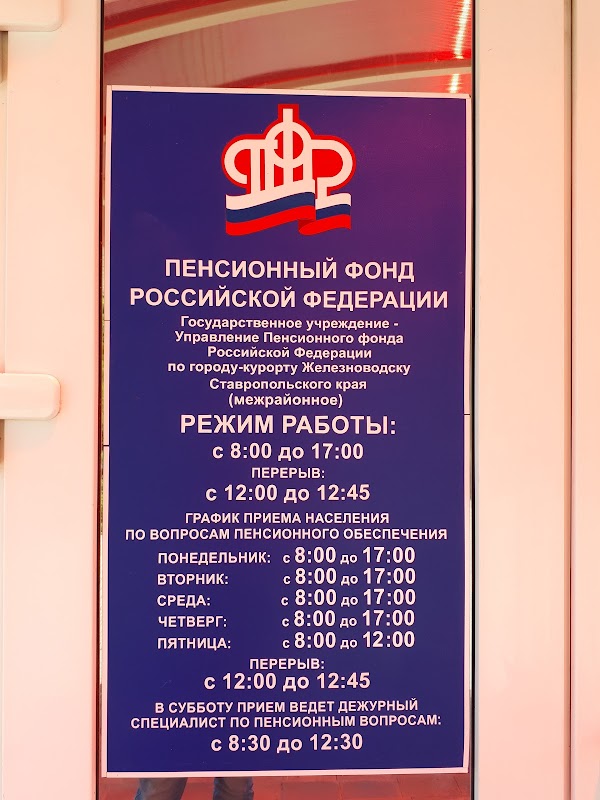 ПФР
ПЕНСИОННЫЙ ФОНД
РОССИЙСКОЙ ФЕДЕРАЦИИ
Государственное учреждение -
Управление Пенсионного фонда
Российской Федерации
по городу-курорту Железноводску
Ставропольского края
(межрайонное)
РЕЖИМ РАБОТЫ:
с 8:00 до 17:00
ПЕРЕРЫВ:
с 12:00 до 12:45
ГРАФИК ПРИЕМА НАСЕЛЕНИЯ
ПО ВОПРОСАМ ПЕНСИОННОГО ОБЕСПЕЧЕНИЯ
ПОНЕДЕЛЬНИК: с 8:00 до 17:00
ВТОРНИК: с 8:00 до 17:00
СРЕДА: с 8:00 до 17:00
ЧЕТВЕРГ: с 8:00 до 17:00
ПЯТНИЦА: с 8:00 до 12:00
ПЕРЕРЫВ:
с 12:00 до 12:45
В СУББОТУ ПРИЕМ ВЕДЕТ ДЕЖУРНЫЙ
СПЕЦИАЛИСТ ПО ПЕНСИОННЫМ ВОПРОСАМ:
с 8:30 до 12:30